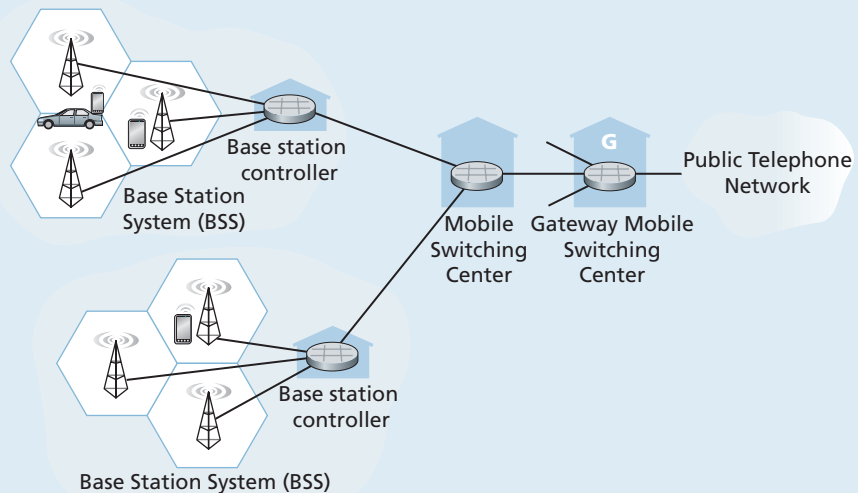 Base station
controller
Base Station
System (BSS)
G
Public Telephone
Network
Mobile
Switching
Center
Gateway Mobile
Switching
Center
Base station
controller
Base Station System (BSS)